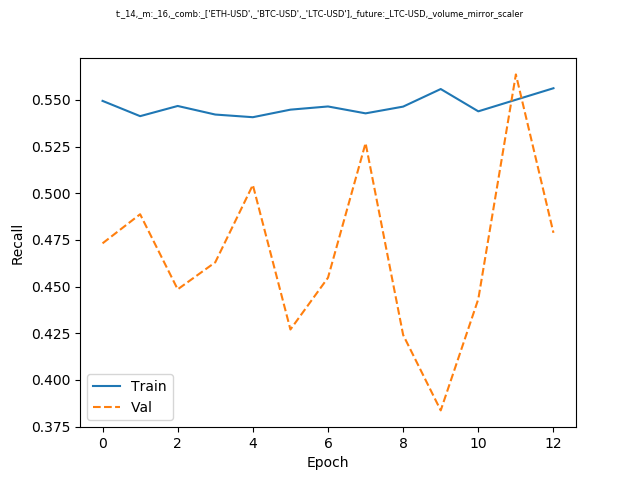 t:_14,_m:_16,_comb:_['ETH-USD',_'BTC-USD',_'LTC-USD'],_future:_LTC-USD,_volume_mirror_scaler
0.550
0.525
0.500
0.475
0.450
0.425
0.400
0.375
Recall
Train
Val
0 2 4 6 8 10 12
Epoch